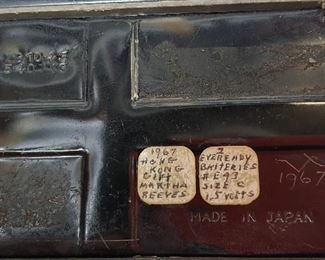 1967
HONG
KONG
GIFT
MARTHA
REEVES
2
EVEREADY
BATTERIES
# E93
SIZE C
1.5 VOLTS
1967
MADE IN JAPAN